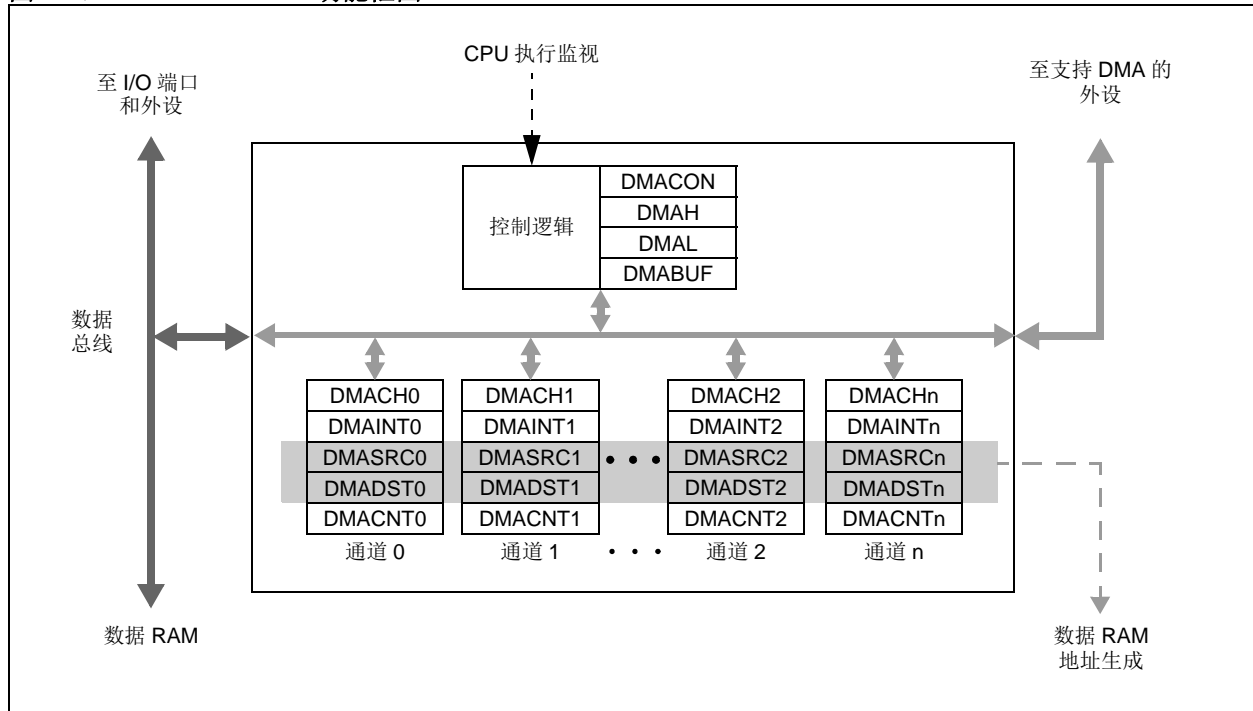 CPU 执行监视
至 I/O 端口
和外设
至支持 DMA 的
外设
控制逻辑
DMACON
DMAH
DMAL
DMABUF
数据
总线
DMACH0
DMAINT0
DMASRC0
DMADST0
DMACNT0
通道 0
DMACH1
DMAINT1
DMASRC1
DMADST1
DMACNT1
通道 1
DMACH2
DMAINT2
DMASRC2
DMADST2
DMACNT2
通道 2
DMACHn
DMAINTn
DMASRCn
DMADSTn
DMACNTn
通道 n
数据 RAM
数据 RAM
地址生成